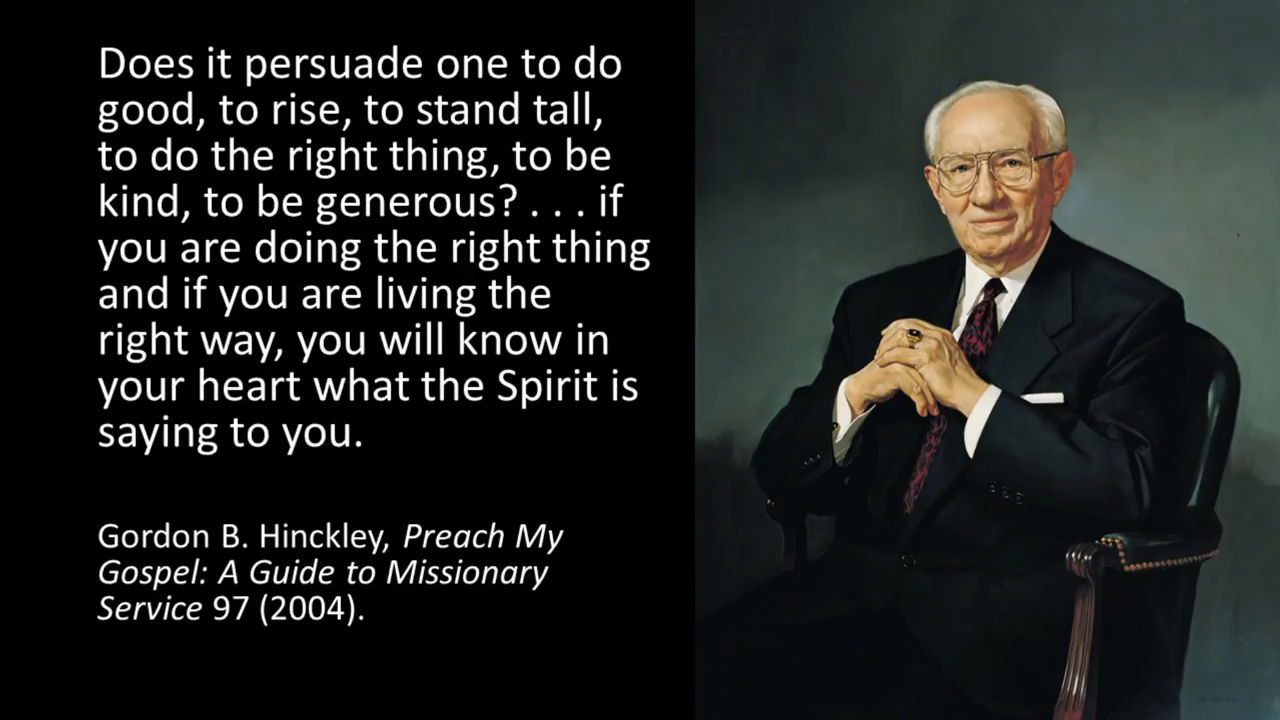 Does it persuade one to do
good, to rise, to stand tall,
to do the right thing, to be
kind, to be generous? . . . if
you are doing the right thing
and if you are living the
right way, you will know in
your heart what the Spirit is
saying to you.
Gordon B. Hinckley, Preach My
Gospel: A Guide to Missionary
Service 97 (2004).